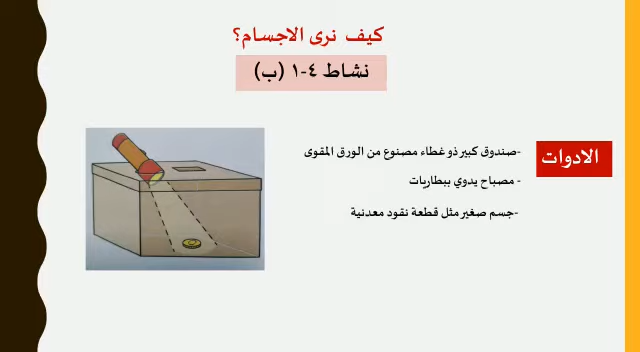 كيف نرى الاجسام؟
نشاط ٤-١ (ب)
الادوات
-صندوق كبير ذو غطاء مصنوع من الورق المقوى
- مصباح يدوي ببطاريات
-جسم صغير مثل قطعة نقود معدنية